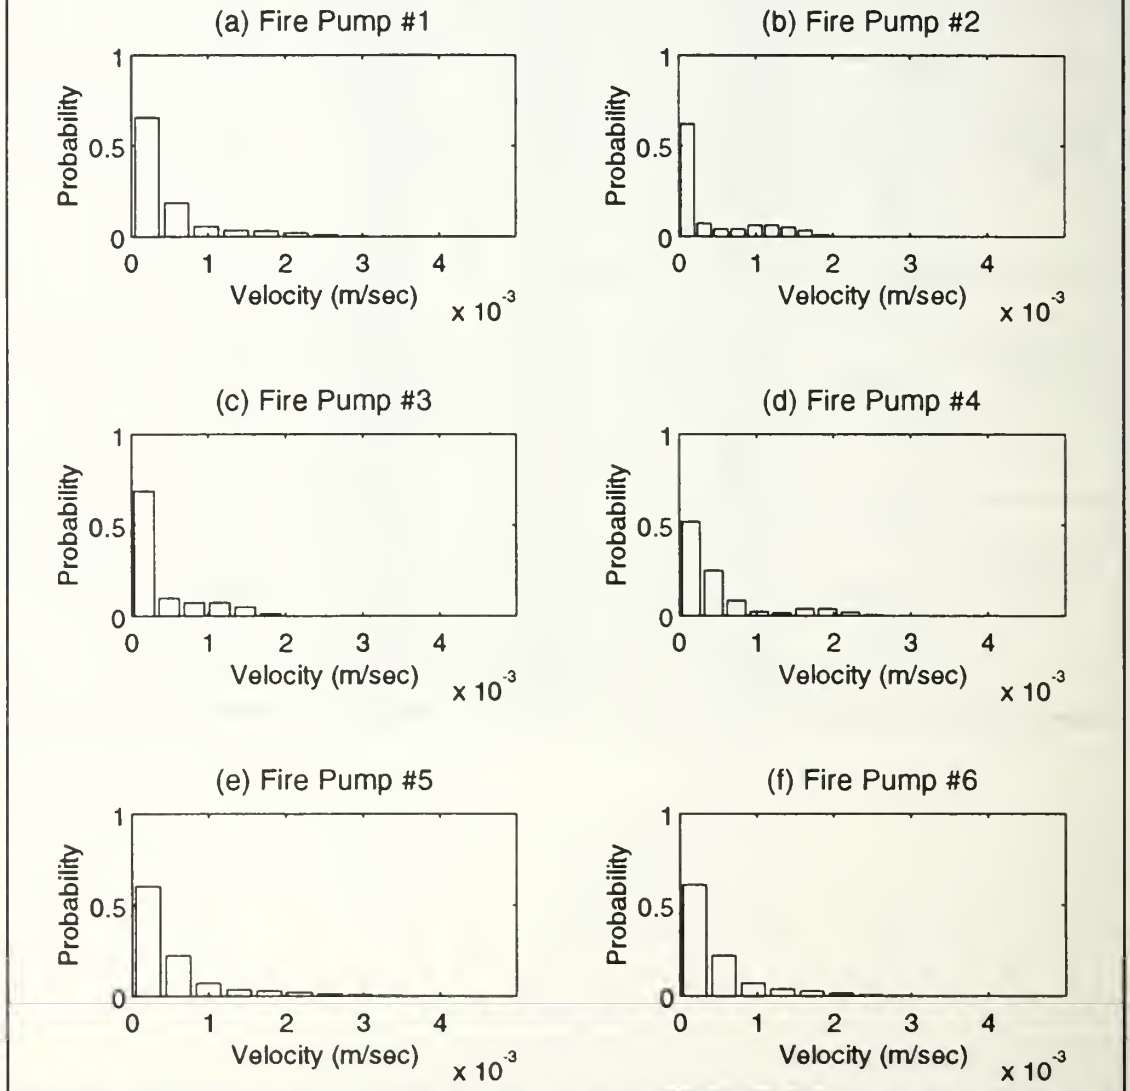 (a) Fire Pump #1
1
0.5
0
Probability
0 1 2 3 4
Velocity (m/sec)
x 10^-3
(b) Fire Pump #2
1
0.5
0
Probability
0 1 2 3 4
Velocity (m/sec)
x 10^-3
(c) Fire Pump #3
1
0.5
0
Probability
0 1 2 3 4
Velocity (m/sec)
x 10^-3
(d) Fire Pump #4
1
0.5
0
Probability
0 1 2 3 4
Velocity (m/sec)
x 10^-3
(e) Fire Pump #5
1
0.5
0
Probability
0 1 2 3 4
Velocity (m/sec)
x 10^-3
(f) Fire Pump #6
1
0.5
0
Probability
0 1 2 3 4
Velocity (m/sec)
x 10^-3